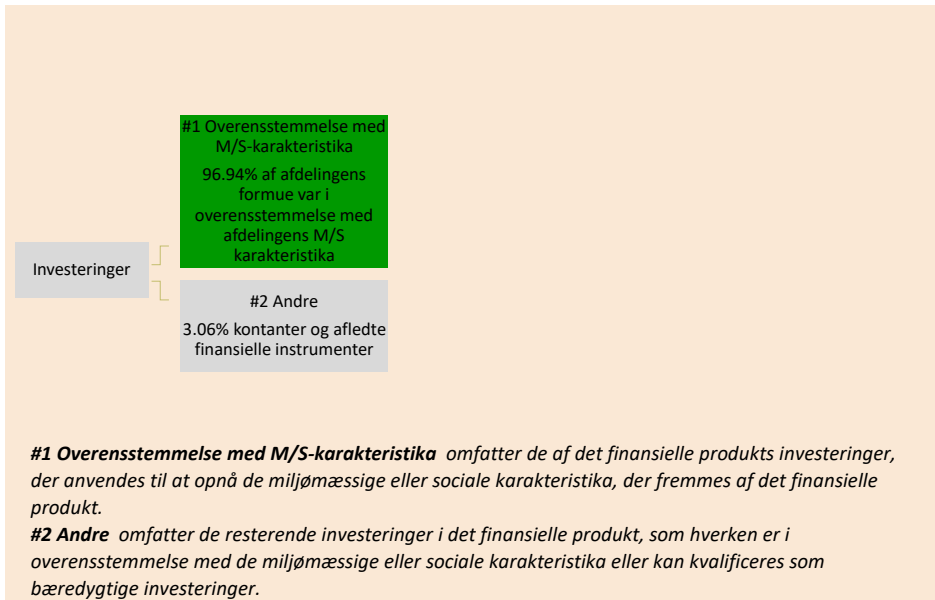 #1 Overensstemmelse med
M/S-karakteristika
96.94% af afdelingens
formue var i
overensstemmelse med
afdelingens M/S
karakteristika
Investeringer
#2 Andre
3.06% kontanter og afledte
finansielle instrumenter
#1 Overensstemmelse med M/S-karakteristika omfatter de af det finansielle produkts investeringer,
der anvendes til at opnå de miljømæssige eller sociale karakteristika, der fremmes af det finansielle
produkt.
#2 Andre omfatter de resterende investeringer i det finansielle produkt, som hverken er i
overensstemmelse med de miljømæssige eller sociale karakteristika eller kan kvalificeres som
bæredygtige investeringer.